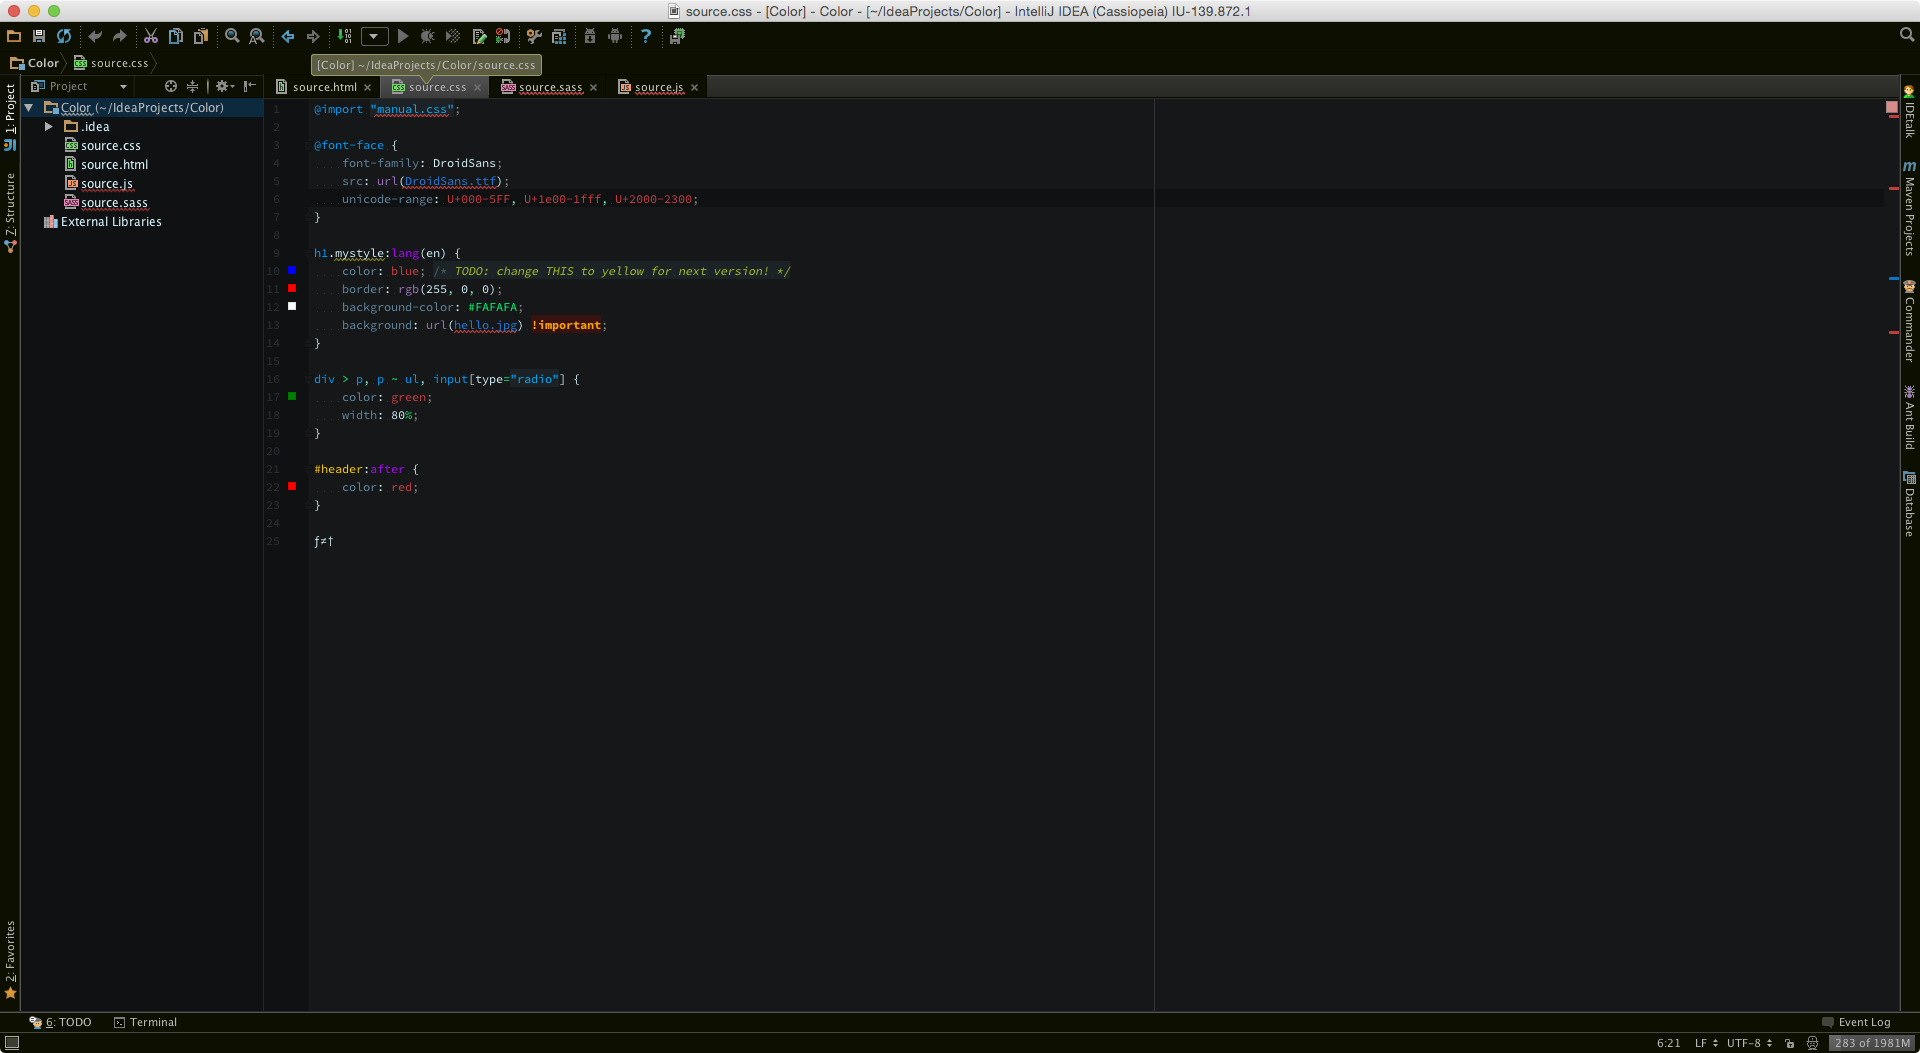 source.css - [Color] - Color - [~/IdeaProjects/Color] - IntelliJ IDEA (Cassiopeia) IU-139.872.1
Color source.css
[Color] ~/IdeaProjects/Color/source.css
1: Project
7: Structure
2: Favorites
Project
source.html source.css source.sass source.js
Color (~/IdeaProjects/Color)
.idea
source.css
source.html
source.js
source.sass
External Libraries
1 @import "manual.css";
2
3 @font-face {
4 font-family: DroidSans;
5 src: url(DroidSans.ttf);
6 unicode-range: U+000-5FF, U+1e00-1fff, U+2000-2300;
7 }
8
9 h1.mystyle:lang(en) {
10 color: blue; /* TODO: change THIS to yellow for next version! */
11 border: rgb(255, 0, 0);
12 background-color: #FAFAFA;
13 background: url(hello.jpg) !important;
14 }
15
16 div > p, p ~ ul, input[type="radio"] {
17 color: green;
18 width: 80%;
19 }
20
21 #header:after {
22 color: red;
23 }
24
25 ƒ≠†
IDEtalk
Maven Projects
Commander
Ant Build
Database
6: TODO Terminal Event Log
6:21 LF UTF-8 283 of 1981M